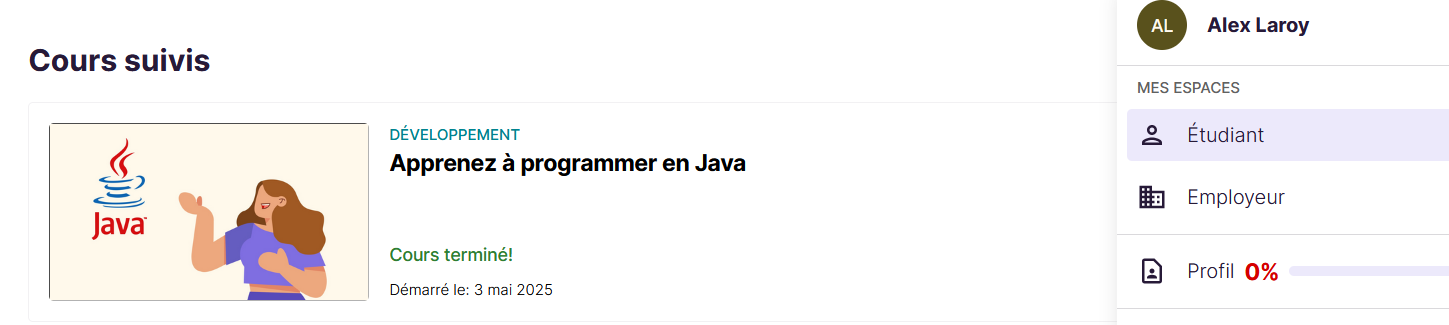 Cours suivis
Java™
DÉVELOPPEMENT
Apprenez à programmer en Java
Cours terminé!
Démarré le: 3 mai 2025
AL
Alex Laroy
MES ESPACES
Étudiant
Employeur
Profil 0%